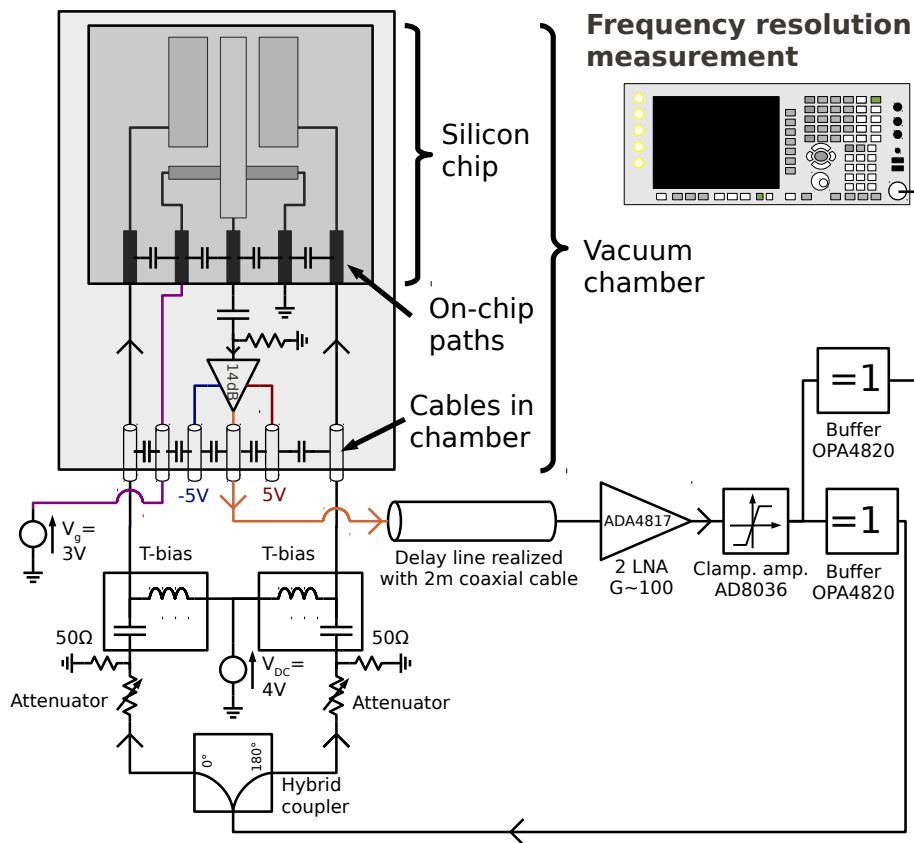 Frequency resolution
measurement
Silicon
chip
Vacuum
chamber
On-chip
paths
14dB
Cables in
chamber
-5V
5V
Vg=
3V
T-bias
T-bias
Delay line realized
with 2m coaxial cable
ADA4817
2 LNA
G~100
Clamp. amp.
AD8036
=1
Buffer
OPA4820
=1
Buffer
OPA4820
50Ω
50Ω
VDC=
4V
Attenuator
Attenuator
0°
180°
Hybrid
coupler